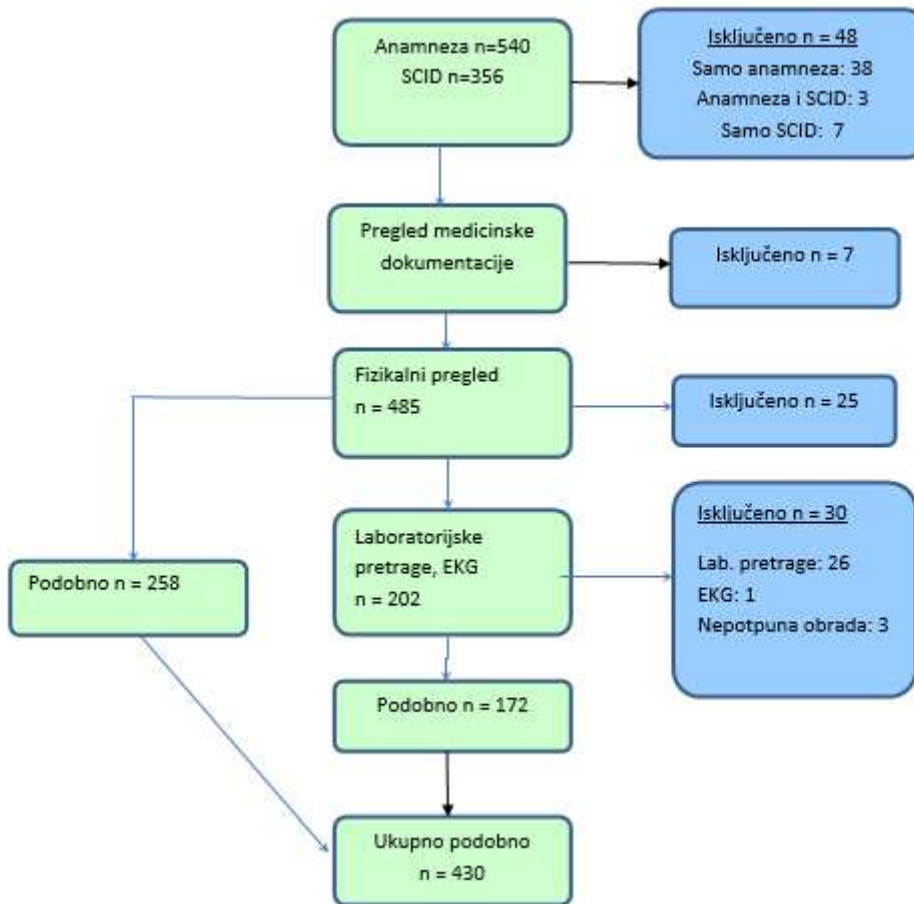 Anamneza n=540
SCID n=356
Isključeno n = 48
Samo anamneza: 38
Anamneza i SCID: 3
Samo SCID: 7
Pregled medicinske
dokumentacije
Isključeno n = 7
Fizikalni pregled
n = 485
Isključeno n = 25
Laboratorijske
pretrage, EKG
n = 202
Isključeno n = 30
Lab. pretrage: 26
EKG: 1
Nepotpuna obrada: 3
Podobno n = 258
Podobno n = 172
Ukupno podobno
n = 430